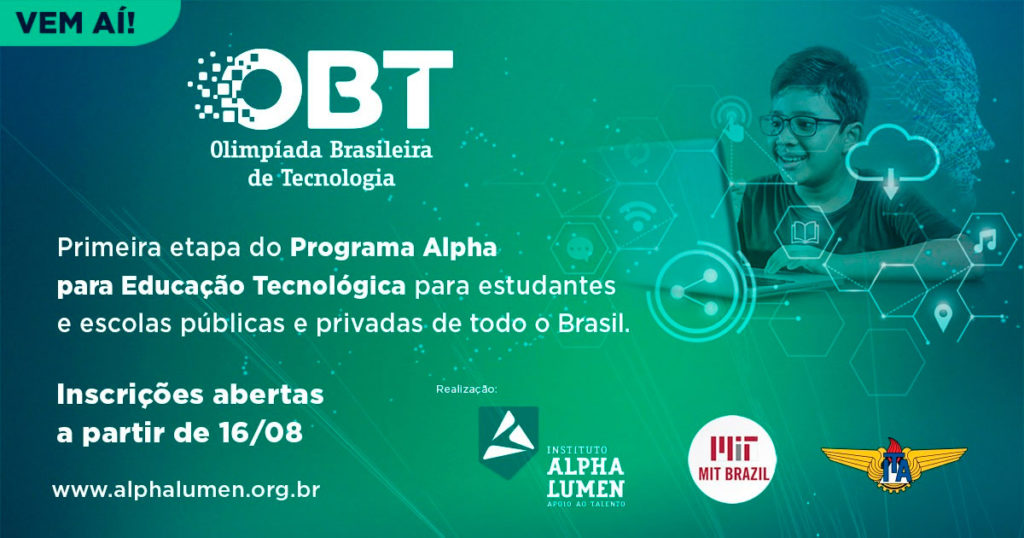 VEM AÍ!
OBT
Olimpíada Brasileira
de Tecnologia
Primeira etapa do Programa Alpha
para Educação Tecnológica para estudantes
e escolas públicas e privadas de todo o Brasil.
Inscrições abertas
a partir de 16/08
www.alphalumen.org.br
Realização:
INSTITUTO
ALPHA
LUMEN
APOIO AO TALENTO
MIT
MIT BRAZIL
ITA